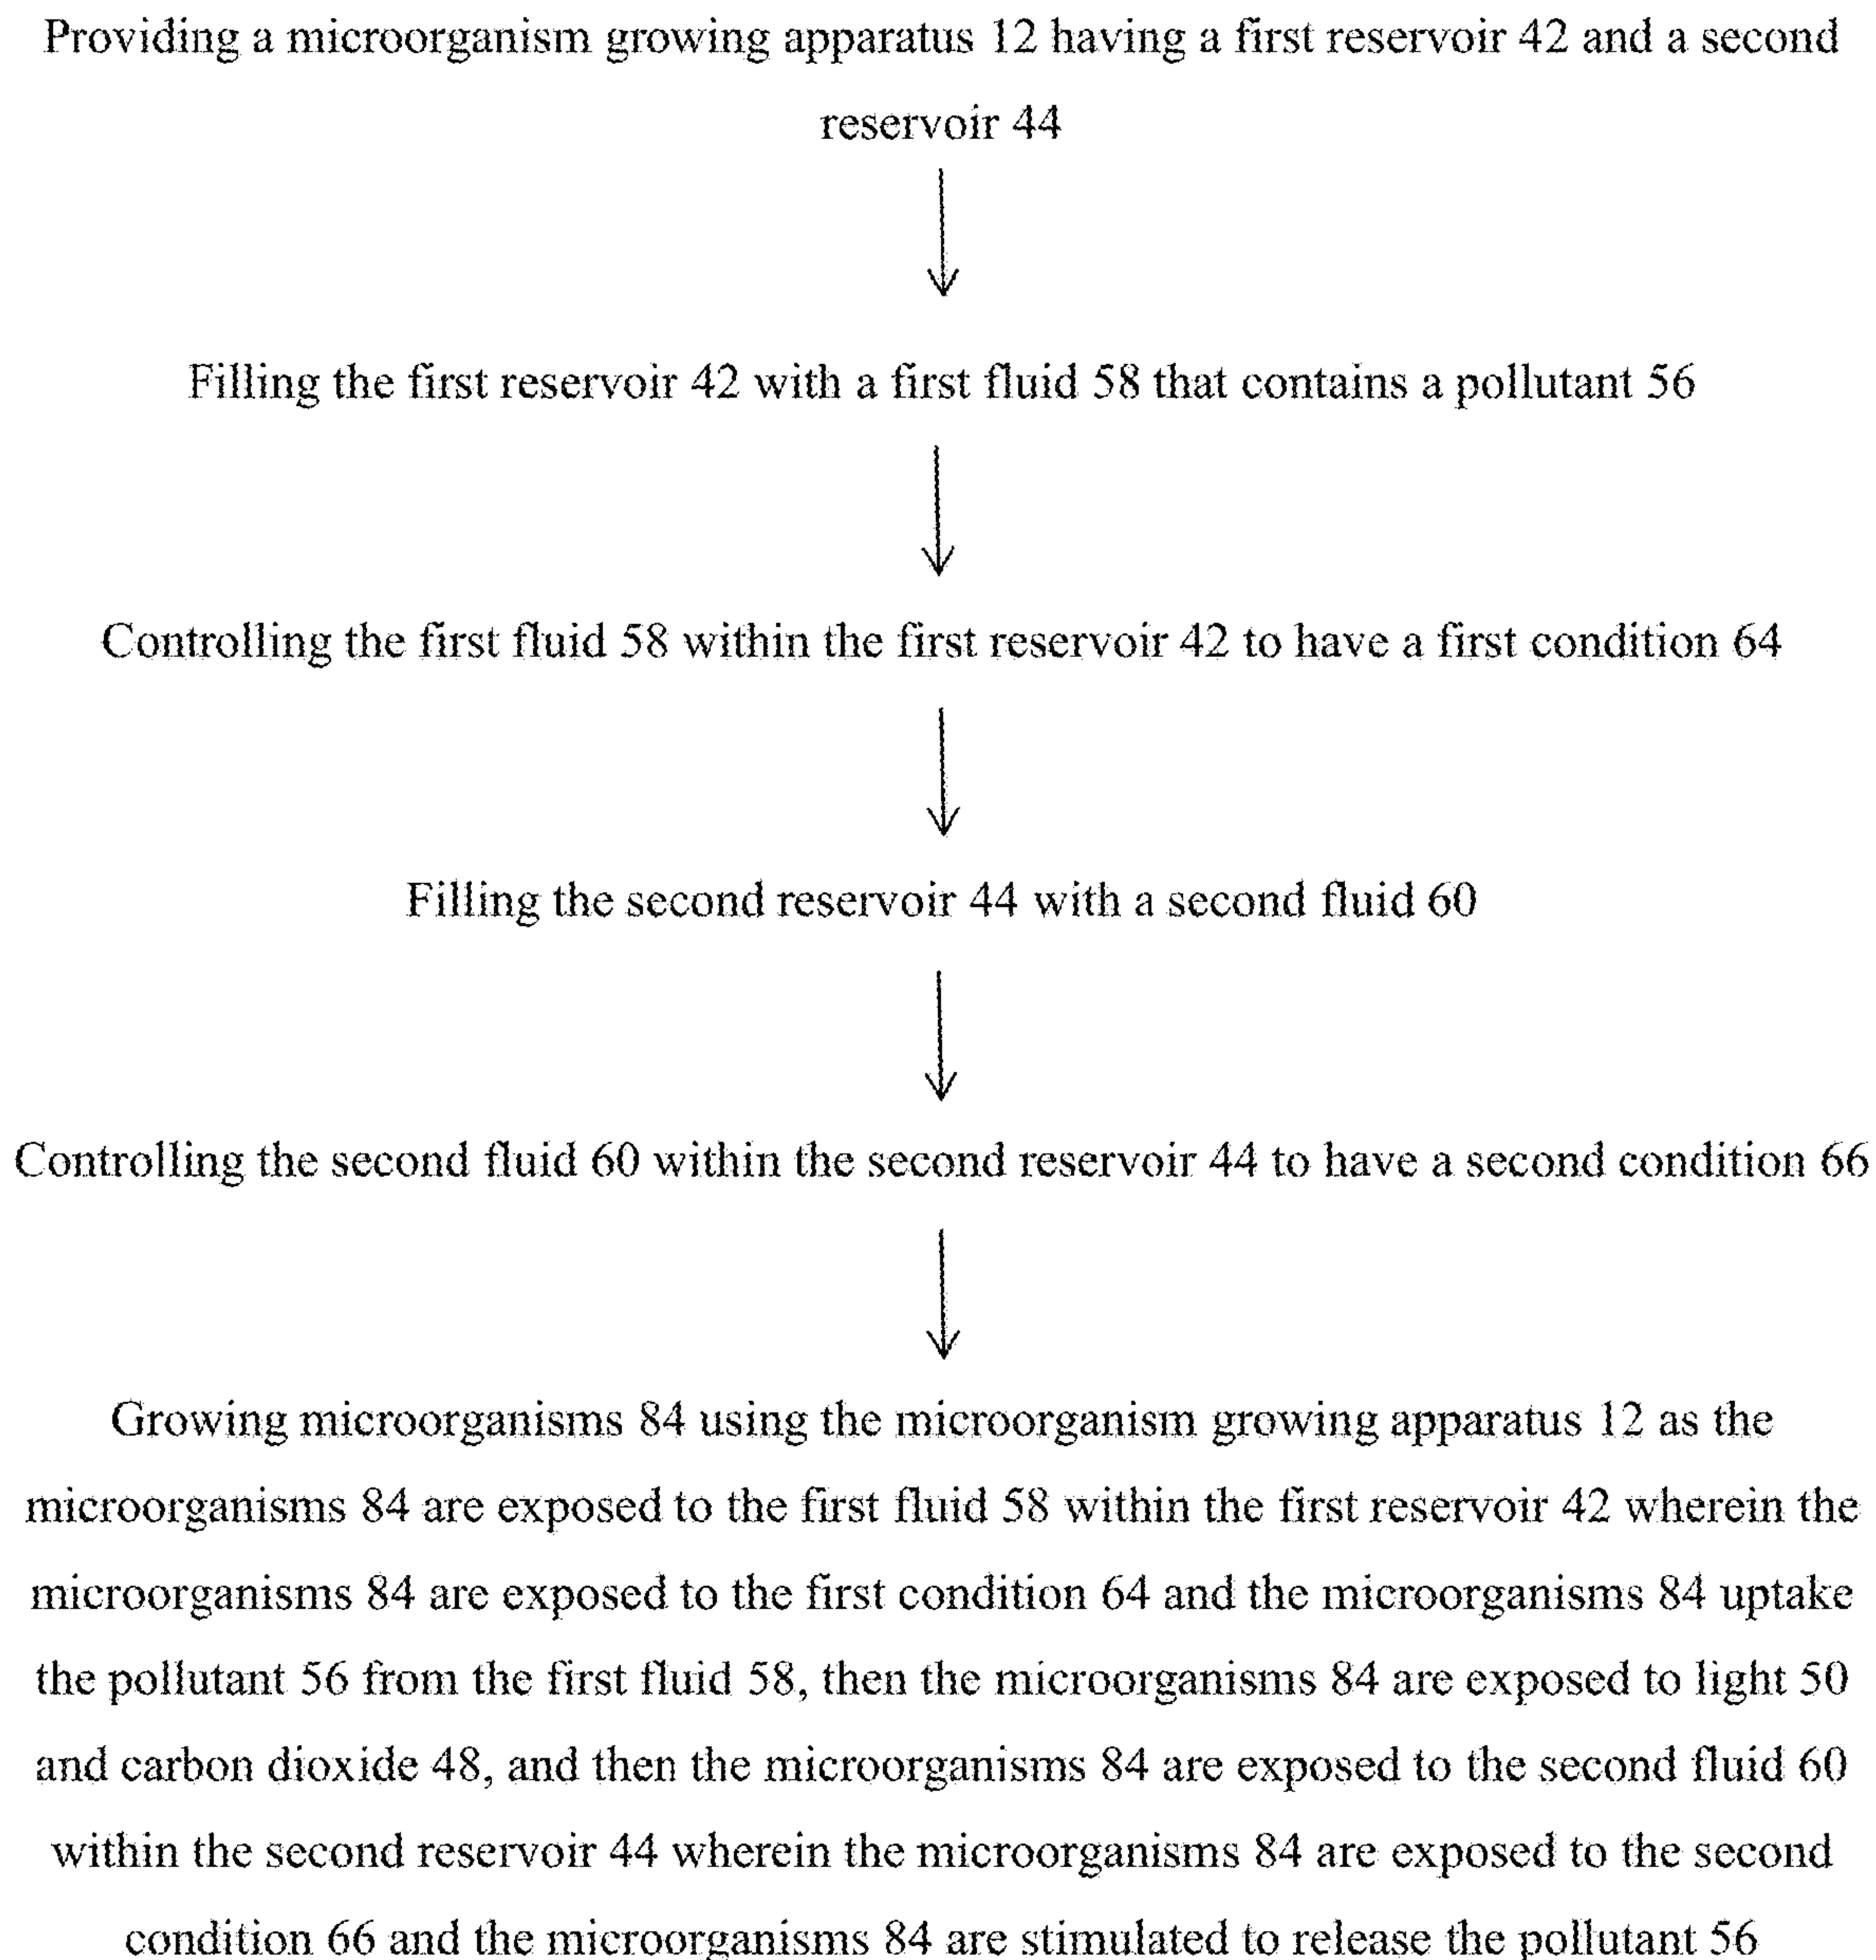 Providing a microorganism growing apparatus 12 having a first reservoir 42 and a second
reservoir 44
Filling the first reservoir 42 with a first fluid 58 that contains a pollutant 56
Controlling the first fluid 58 within the first reservoir 42 to have a first condition 64
Filling the second reservoir 44 with a second fluid 60
Controlling the second fluid 60 within the second reservoir 44 to have a second condition 66
Growing microorganisms 84 using the microorganism growing apparatus 12 as the
microorganisms 84 are exposed to the first fluid 58 within the first reservoir 42 wherein the
microorganisms 84 are exposed to the first condition 64 and the microorganisms 84 uptake
the pollutant 56 from the first fluid 58, then the microorganisms 84 are exposed to light 50
and carbon dioxide 48, and then the microorganisms 84 are exposed to the second fluid 60
within the second reservoir 44 wherein the microorganisms 84 are exposed to the second
condition 66 and the microorganisms 84 are stimulated to release the pollutant 56